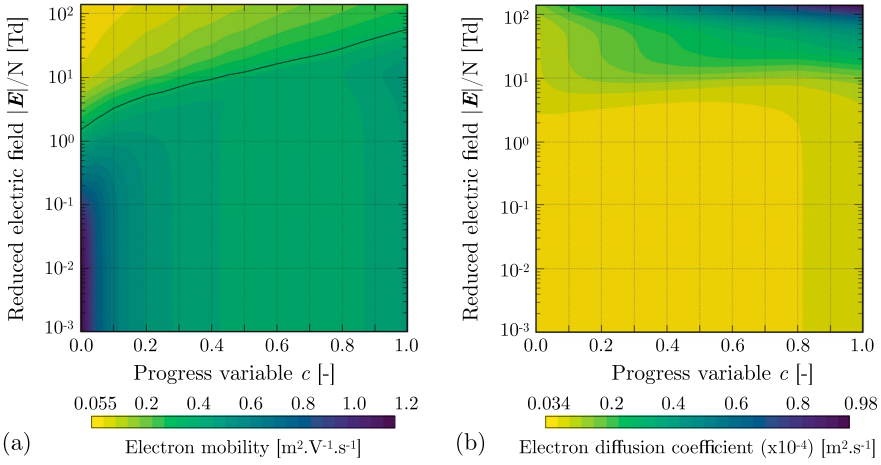 Reduced electric field |E|/N [Td]
10²
10¹
10⁰
10⁻¹
10⁻²
10⁻³
0.0 0.2 0.4 0.6 0.8 1.0
Progress variable c [-]
0.055 0.2 0.4 0.6 0.8 1.0 1.2
(a) Electron mobility [m².V⁻¹.s⁻¹]
Reduced electric field |E|/N [Td]
10²
10¹
10⁰
10⁻¹
10⁻²
10⁻³
0.0 0.2 0.4 0.6 0.8 1.0
Progress variable c [-]
0.034 0.2 0.4 0.6 0.8 0.98
(b) Electron diffusion coefficient (x10⁻⁴) [m².s⁻¹]